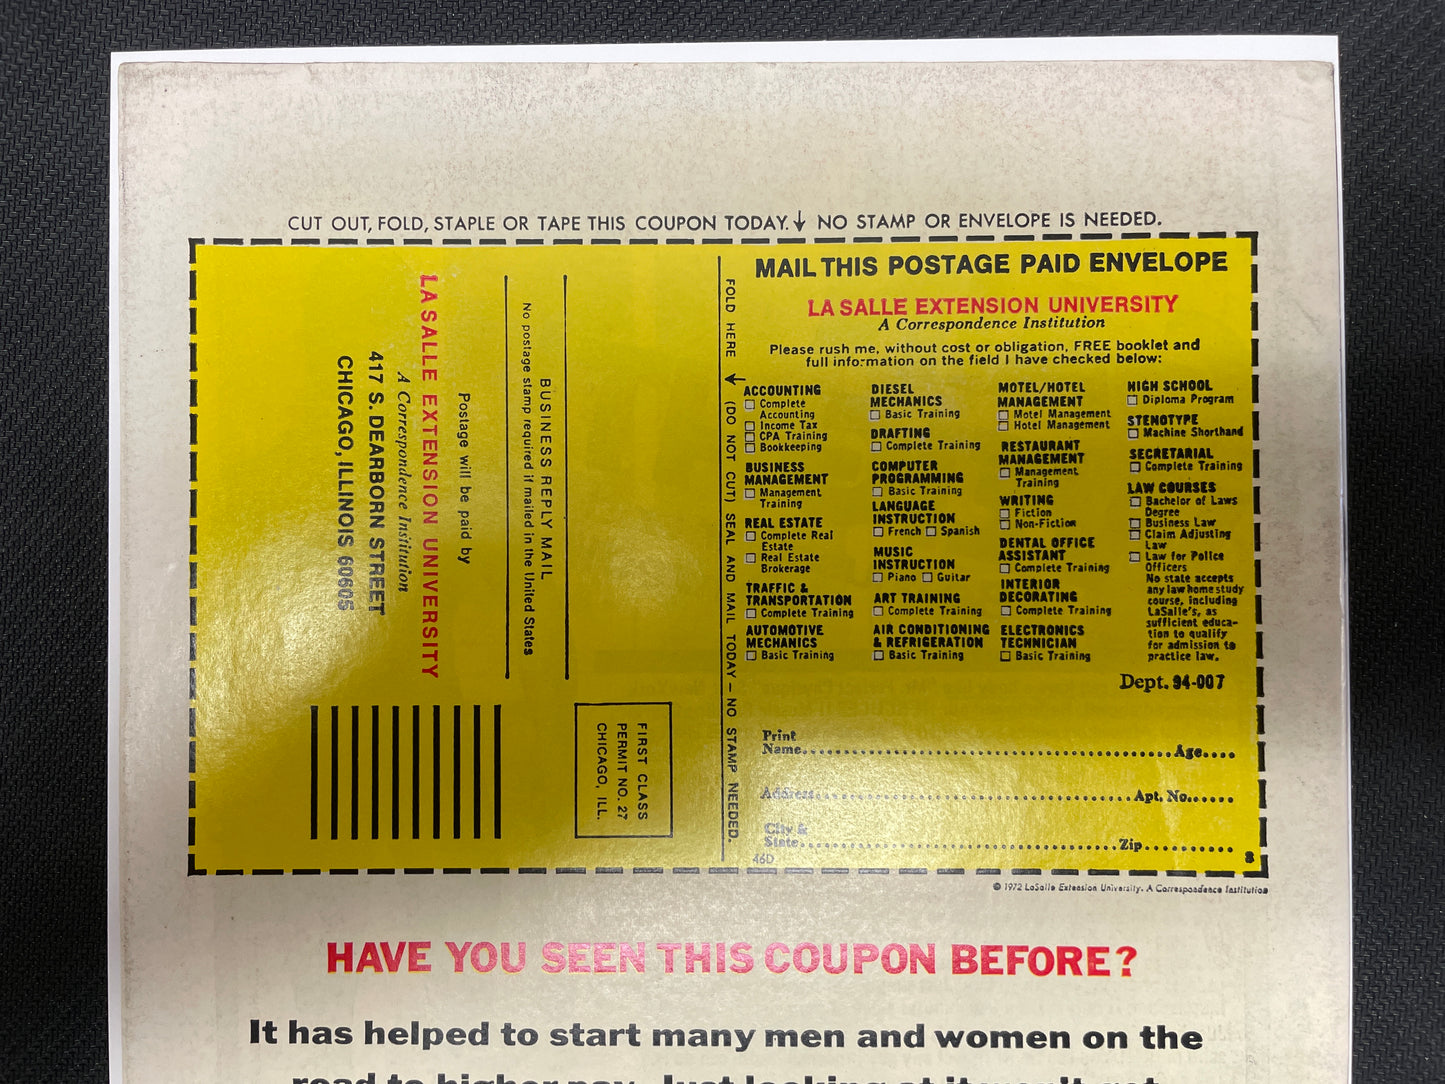 CUT OUT, FOLD, STAPLE OR TAPE THIS COUPON TODAY. ↓ NO STAMP OR ENVELOPE IS NEEDED.
LA SALLE EXTENSION UNIVERSITY
A Correspondence Institution
417 S. DEARBORN STREET
CHICAGO, ILLINOIS 60605
Postage will be paid by
No postage stamp required if mailed in the United States
BUSINESS REPLY MAIL
FIRST CLASS
PERMIT NO. 27
CHICAGO, ILL.
FOLD HERE ↓ (DO NOT CUT) SEAL AND MAIL TODAY – NO STAMP NEEDED.
MAIL THIS POSTAGE PAID ENVELOPE
LA SALLE EXTENSION UNIVERSITY
A Correspondence Institution
Please rush me, without cost or obligation, FREE booklet and
full information on the field I have checked below:
ACCOUNTING
☐ Complete
Accounting
☐ Income Tax
☐ CPA Training
☐ Bookkeeping
BUSINESS
MANAGEMENT
☐ Management
Training
REAL ESTATE
☐ Complete Real
Estate
☐ Real Estate
Brokerage
TRAFFIC &
TRANSPORTATION
☐ Complete Training
AUTOMOTIVE
MECHANICS
☐ Basic Training
DIESEL
MECHANICS
☐ Basic Training
DRAFTING
☐ Complete Training
COMPUTER
PROGRAMMING
☐ Basic Training
LANGUAGE
INSTRUCTION
☐ French ☐ Spanish
MUSIC
INSTRUCTION
☐ Piano ☐ Guitar
ART TRAINING
☐ Complete Training
AIR CONDITIONING
& REFRIGERATION
☐ Basic Training
MOTEL/HOTEL
MANAGEMENT
☐ Motel Management
☐ Hotel Management
RESTAURANT
MANAGEMENT
☐ Management
Training
WRITING
☐ Fiction
☐ Non-Fiction
DENTAL OFFICE
ASSISTANT
☐ Complete Training
INTERIOR
DECORATING
☐ Complete Training
ELECTRONICS
TECHNICIAN
☐ Basic Training
HIGH SCHOOL
☐ Diploma Program
STENOTYPE
☐ Machine Shorthand
SECRETARIAL
☐ Complete Training
LAW COURSES
☐ Bachelor of Laws
Degree
☐ Business Law
☐ Claim Adjusting
Law
☐ Law for Police
Officers
No state accepts
any law home study
course, including
LaSalle's, as
sufficient educa-
tion to qualify
for admission to
practice law.
Dept. 94-007
Print
Name Age
Address Apt. No.
City &
State Zip
46D 8
© 1972 LaSalle Extension University. A Correspondence Institution
HAVE YOU SEEN THIS COUPON BEFORE?
It has helped to start many men and women on the
road to higher pay. Just looking at it won't get